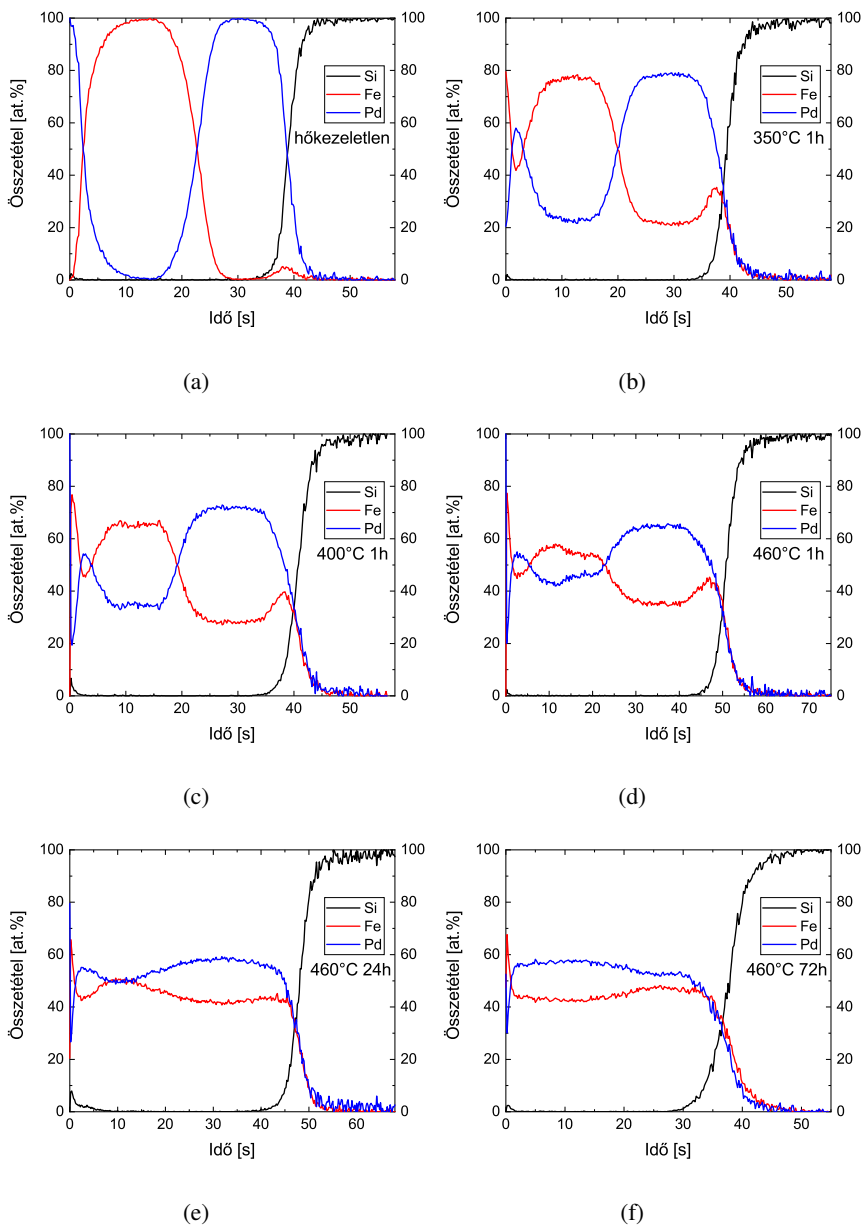 100
80
60
40
20
0
Összetétel [at.%]
Si
Fe
Pd
hőkezeletlen
100
80
60
40
20
0
0 10 20 30 40 50
Idő [s]
(a)
100
80
60
40
20
0
Összetétel [at.%]
Si
Fe
Pd
350°C 1h
100
80
60
40
20
0
0 10 20 30 40 50
Idő [s]
(b)
100
80
60
40
20
0
Összetétel [at.%]
Si
Fe
Pd
400°C 1h
100
80
60
40
20
0
0 10 20 30 40 50
Idő [s]
(c)
100
80
60
40
20
0
Összetétel [at.%]
Si
Fe
Pd
460°C 1h
100
80
60
40
20
0
0 10 20 30 40 50 60 70
Idő [s]
(d)
100
80
60
40
20
0
Összetétel [at.%]
Si
Fe
Pd
460°C 24h
100
80
60
40
20
0
0 10 20 30 40 50 60
Idő [s]
(e)
100
80
60
40
20
0
Összetétel [at.%]
Si
Fe
Pd
460°C 72h
100
80
60
40
20
0
0 10 20 30 40 50
Idő [s]
(f)